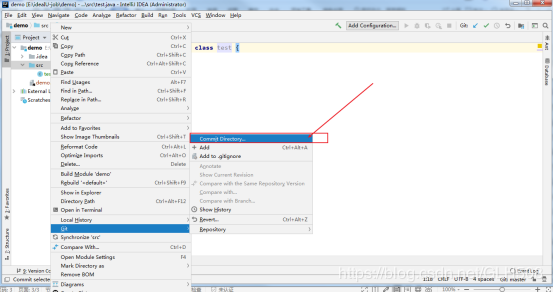 demo [E:\ideaIU-job\demo] - ...\src\test.java - IntelliJ IDEA (Administrator)
File Edit View Navigate Code Analyze Refactor Build Run Tools VCS Window Help
demo src
Add Configuration...
Git:
1: Project
Project
demo
.idea
src
External L
Scratches
class test {
Ant
Database
New
Cut Ctrl+X
Copy Ctrl+C
Copy Path Ctrl+Shift+C
Copy Reference Ctrl+Alt+Shift+C
Paste Ctrl+V
Find Usages Alt+F7
Find in Path... Ctrl+Shift+F
Replace in Path... Ctrl+Shift+R
Analyze
Refactor
Add to Favorites
Show Image Thumbnails Ctrl+Shift+T
Reformat Code Ctrl+Alt+L
Optimize Imports Ctrl+Alt+O
Delete... Delete
Build Module 'demo'
Rebuild '<default>' Ctrl+Shift+F9
Show in Explorer
Directory Path Ctrl+Alt+F12
Open in Terminal
Local History
Git
Synchronize 'src'
Compare With... Ctrl+D
Open Module Settings F4
Mark Directory as
Remove BOM
Diagrams
Commit Directory...
Add Ctrl+Alt+A
Add to .gitignore
Annotate
Show Current Revision
Compare with the Same Repository Version
Compare with...
Compare with Branch...
Show History
Revert... Ctrl+Alt+Z
Repository
2: Favorites
Z: Structure
9: Version Co
Commit selected
1:18 CRLF UTF-8 4 spaces Git: master
100%